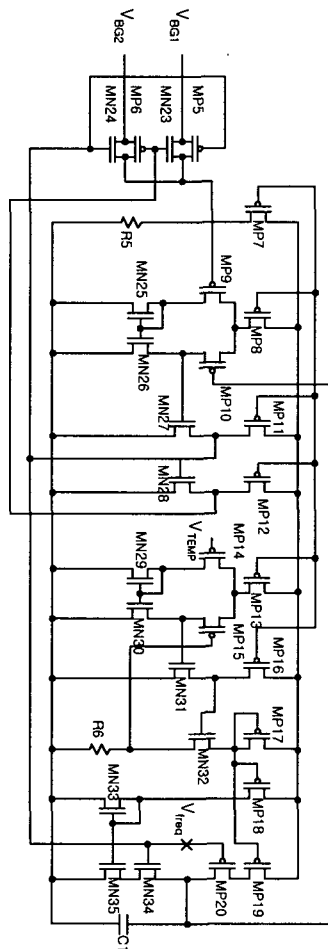 V_BG1
V_BG2
MP5
MN23
MP6
MN24
MP7
R5
MP9
MP8
MN25
MN26
MP10
MP11
MN27
MP12
MN28
V_TEMP
MP14
MP13
MP15
MN29
MN30
MP16
MN31
MP17
MN32
R6
MP18
MN33
V_freq
MP19
MP20
MN34
MN35